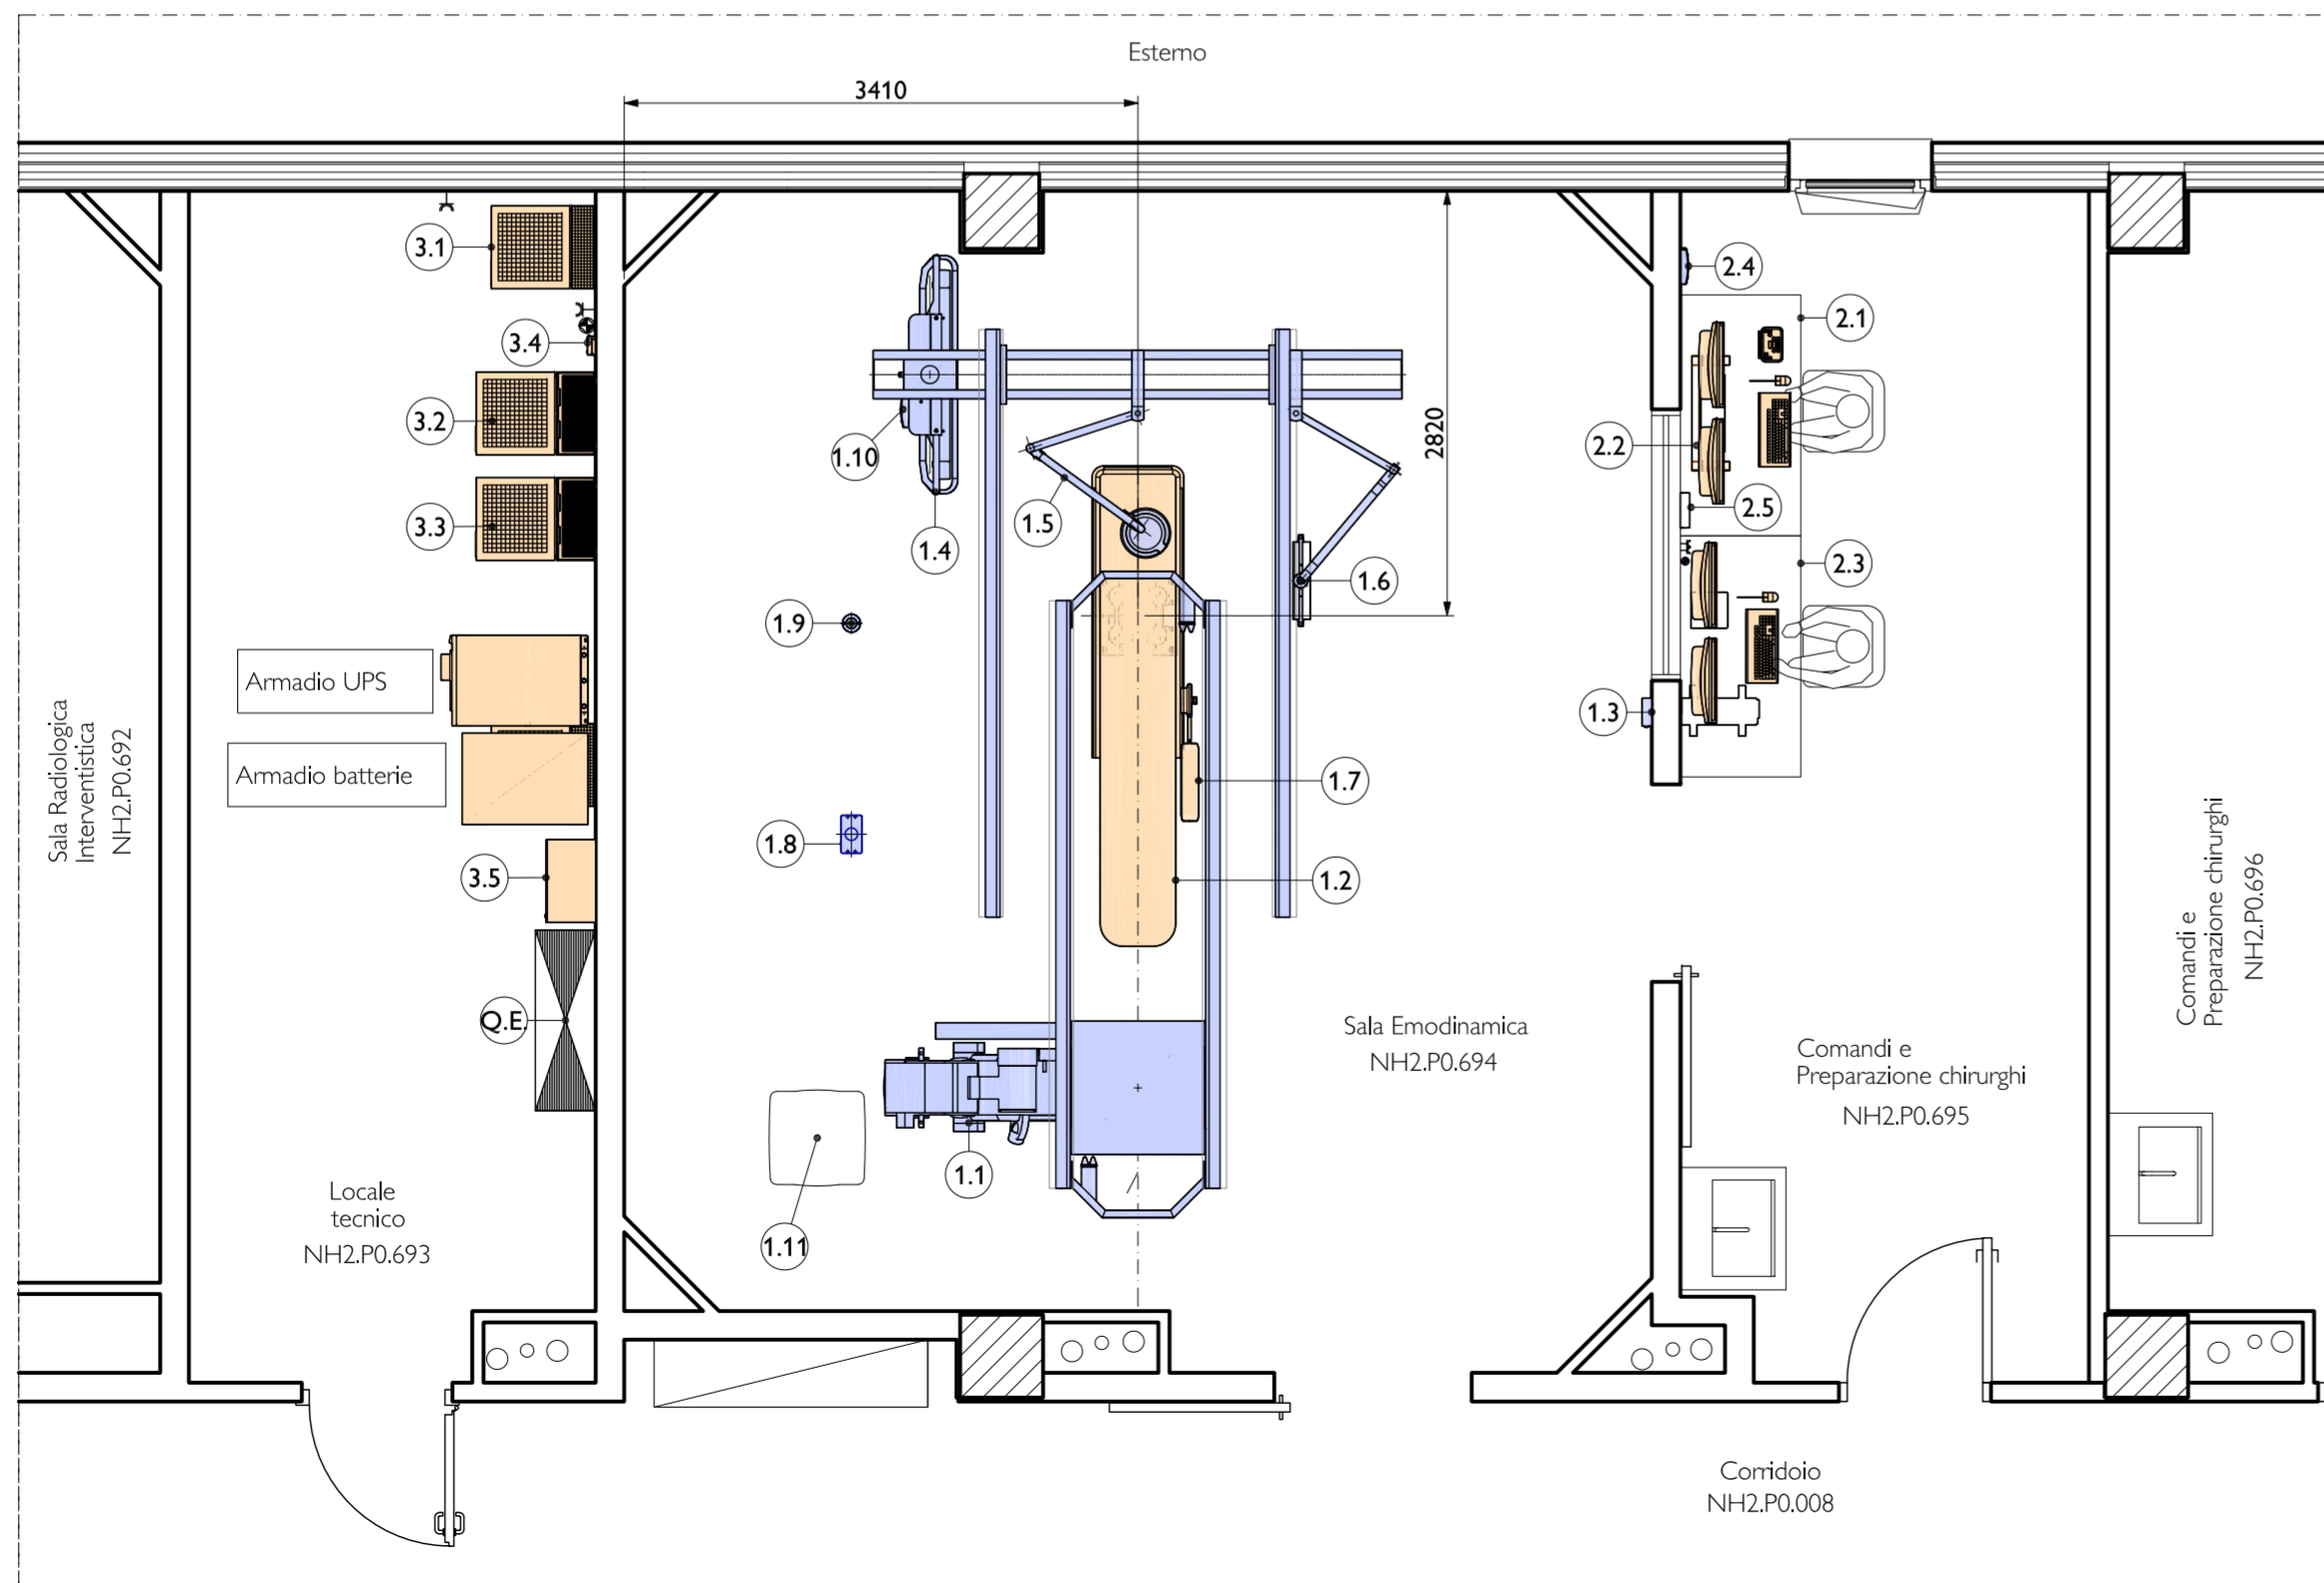 Esterno
3410
3.1
2.4
2.1
3.4
3.2
2.2
1.10
2820
2.5
3.3
1.5
1.4
1.6
2.3
1.9
Armadio UPS
1.3
Armadio batterie
1.7
1.8
3.5
1.2
Sala Radiologica
Interventistica
NH2.P0.692
Comandi e
Preparazione chirurghi
NH2.P0.696
Q.E.
Sala Emodinamica
NH2.P0.694
Comandi e
Preparazione chirurghi
NH2.P0.695
1.1
Locale
tecnico
NH2.P0.693
1.11
Corridoio
NH2.P0.008